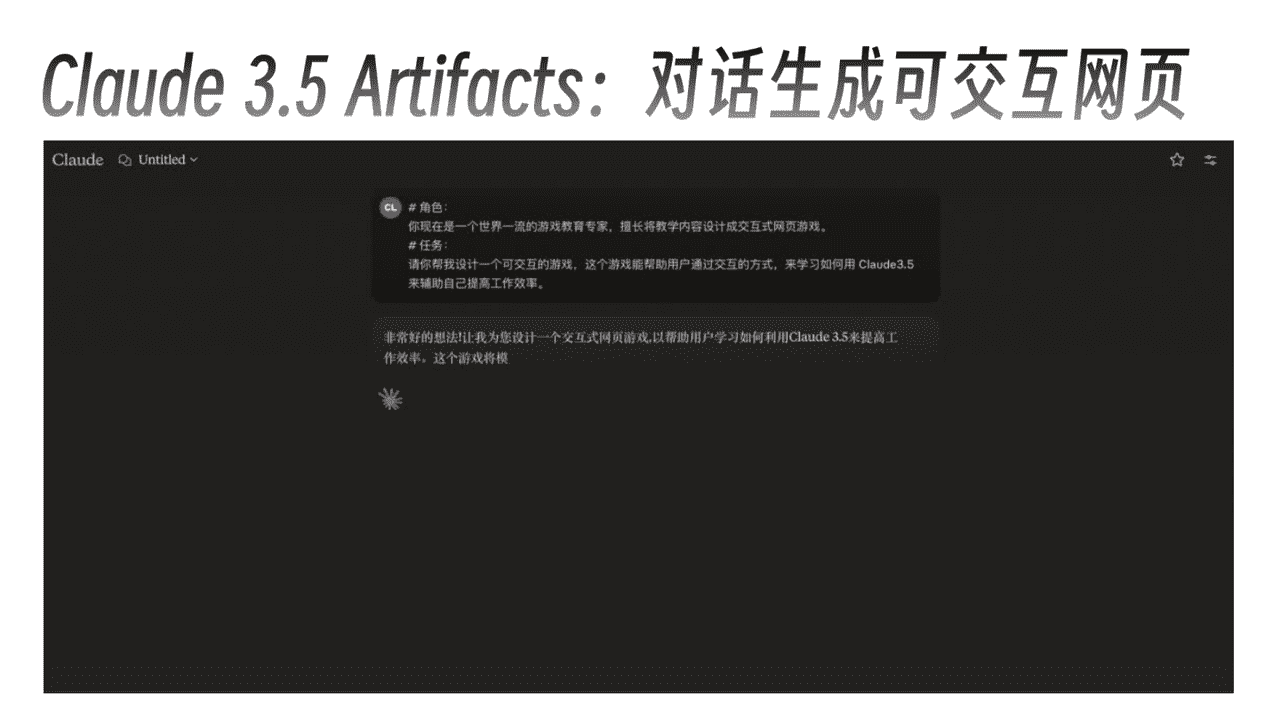 Claude 3.5 Artifacts：对话生成可交互网页
Claude Untitled
CL # 角色：
你现在是一个世界一流的游戏教育专家，擅长将教学内容设计成交互式网页游戏。
# 任务：
请你帮我设计一个可交互的游戏，这个游戏能帮助用户通过交互的方式，来学习如何用 Claude3.5
来辅助自己提高工作效率。
非常好的想法!让我为您设计一个交互式网页游戏,以帮助用户学习如何利用Claude 3.5来提高工
作效率。这个游戏将模